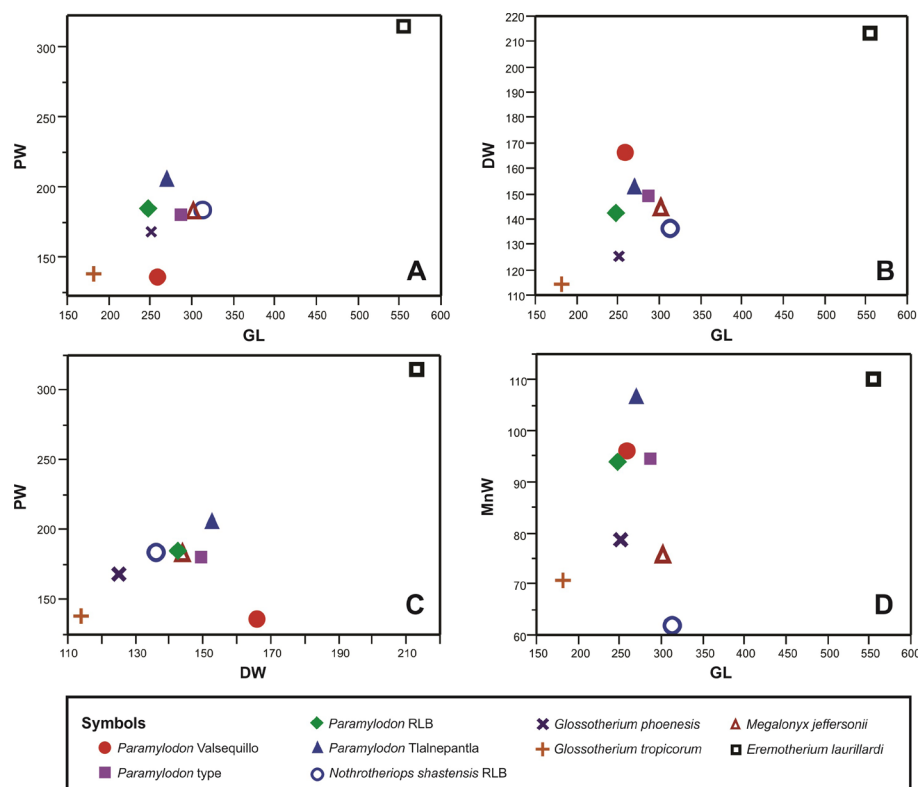 300
250
200
150
PW
A
150 200 250 300 350 400 450 500 550 600
GL
220
210
200
190
180
170
160
150
140
130
120
110
DW
B
150 200 250 300 350 400 450 500 550 600
GL
300
250
200
150
PW
C
110 130 150 170 190 210
DW
110
100
90
80
70
60
MnW
D
150 200 250 300 350 400 450 500 550 600
GL
Symbols
Paramylodon RLB
Glossotherium phoenesis
Megalonyx jeffersonii
Paramylodon Valsequillo
Paramylodon Tlalnepantla
Glossotherium tropicorum
Eremotherium laurillardi
Paramylodon type
Nothrotheriops shastensis RLB